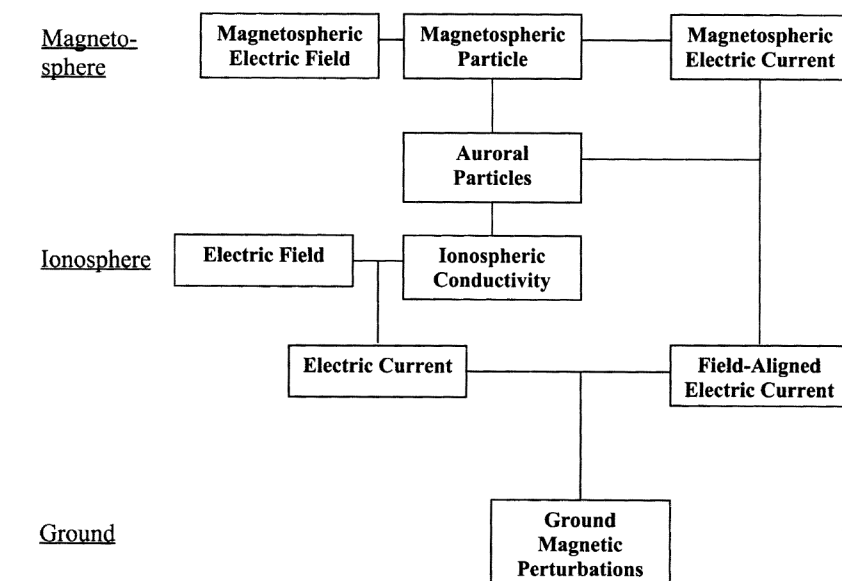 Magneto-
sphere
Magnetospheric
Electric Field
Magnetospheric
Particle
Magnetospheric
Electric Current
Auroral
Particles
Ionosphere
Electric Field
Ionospheric
Conductivity
Electric Current
Field-Aligned
Electric Current
Ground
Ground
Magnetic
Perturbations